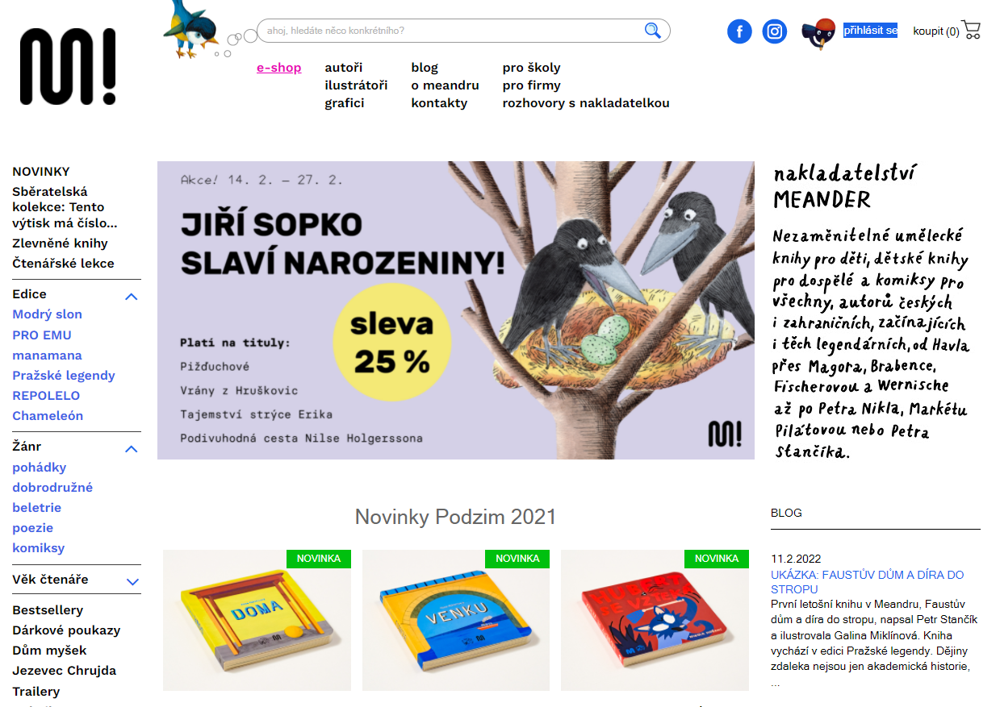 M!
ahoj, hledáte něco konkrétního?
přihlásit se
koupit (0)
e-shop
autoři
ilustrátoři
grafici
blog
o meandru
kontakty
pro školy
pro firmy
rozhovory s nakladatelkou
NOVINKY
Sběratelská
kolekce: Tento
výtisk má číslo...
Zlevněné knihy
Čtenářské lekce
Edice
Modrý slon
PRO EMU
manamana
Pražské legendy
REPOLELO
Chameleón
Žánr
pohádky
dobrodružné
beletrie
poezie
komiksy
Věk čtenáře
Bestsellery
Dárkové poukazy
Dům myšek
Jezevec Chrujda
Trailery
Akce! 14. 2. – 27. 2.
JIŘÍ SOPKO
SLAVÍ NAROZENINY!
sleva
25 %
Platí na tituly:
Pižďuchové
Vrány z Hruškovic
Tajemství strýce Erika
Podivuhodná cesta Nilse Holgerssona
M!
nakladatelství
MEANDER
Nezaměnitelné umělecké
knihy pro děti, dětské knihy
pro dospělé a komiksy pro
všechny, autorů českých
i zahraničních, začínajících
i těch legendárních, od Havla
přes Magora, Brabence,
Fischerovou a Wernische
až po Petra Nikla, Markétu
Pilátovou nebo Petra
Stančíka.
Novinky Podzim 2021
NOVINKA
DOMA
NOVINKA
VENKU
NOVINKA
HUBERT
SE VZTEKÁ
BLOG
11.2.2022
UKÁZKA: FAUSTŮV DŮM A DÍRA DO
STROPU
První letošní knihu v Meandru, Faustův
dům a díra do stropu, napsal Petr Stančík
a ilustrovala Galina Miklínová. Kniha
vychází v edici Pražské legendy. Dějiny
zdaleka nejsou jen akademická historie,
...